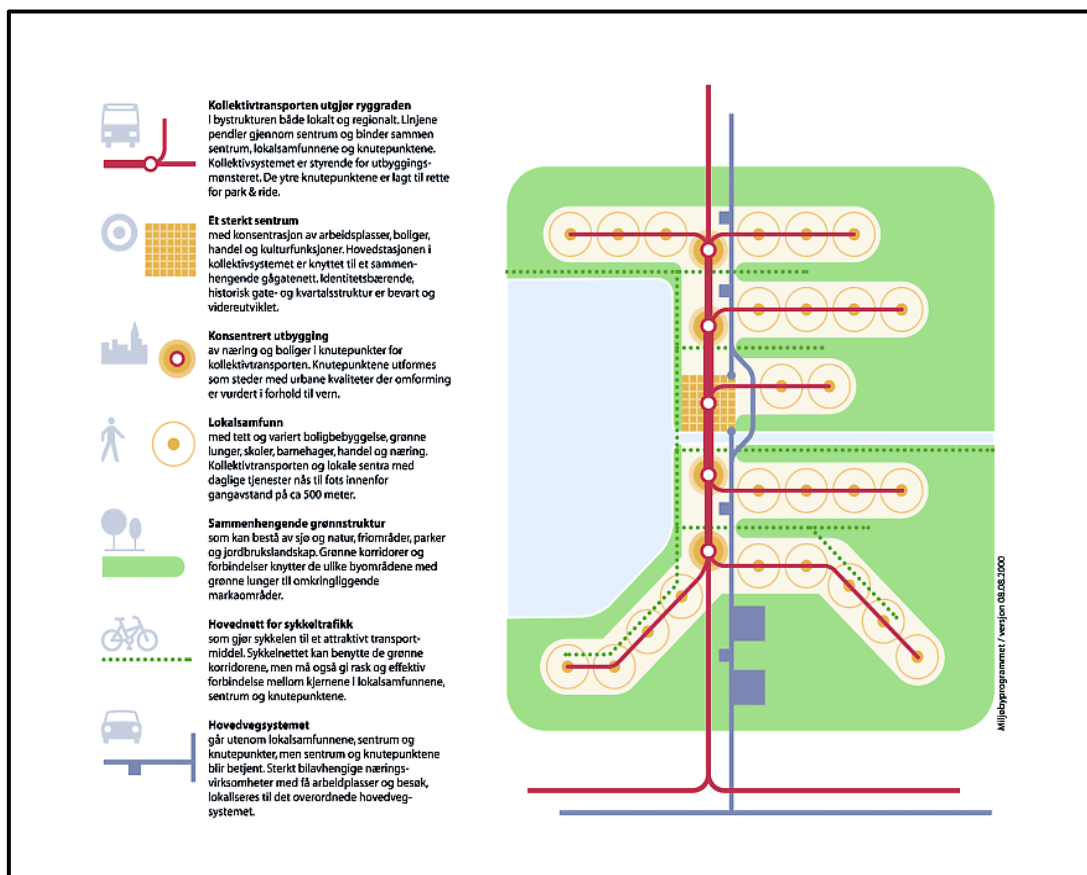 Kollektivtransporten utgjør ryggraden
i bystrukturen både lokalt og regionalt. Linjene
pendler gjennom sentrum og binder sammen
sentrum, lokalsamfunnene og knutepunktene.
Kollektivsystemet er styrende for utbyggings-
mønsteret. De ytre knutepunktene er lagt til rette
for park & ride.
Et sterkt sentrum
med konsentrasjon av arbeidsplasser, boliger,
handel og kulturfunksjoner. Hovedstasjonen i
kollektivsystemet er knyttet til et sammen-
hengende gågatenett. Identitetsbærende,
historisk gate- og kvartalsstruktur er bevart og
videreutviklet.
Konsentrert utbygging
av næring og boliger i knutepunkter for
kollektivtransporten. Knutepunktene utformes
som steder med urbane kvaliteter der omforming
er vurdert i forhold til vern.
Lokalsamfunn
med tett og variert boligbebyggelse, grønne
lunger, skoler, barnehager, handel og næring.
Kollektivtransporten og lokale sentra med
daglige tjenester nås til fots innenfor
gangavstand på ca 500 meter.
Sammenhengende grønnstruktur
som kan bestå av sjø og natur, friområder, parker
og jordbrukslandskap. Grønne korridorer og
forbindelser knytter de ulike byområdene med
grønne lunger til omkringliggende
markaområder.
Hovednett for sykkeltrafikk
som gjør sykkelen til et attraktivt transport-
middel. Sykkelnettet kan benytte de grønne
korridorene, men må også gi rask og effektiv
forbindelse mellom kjernene i lokalsamfunnene,
sentrum og knutepunktene.
Hovedvegsystemet
går utenom lokalsamfunnene, sentrum og
knutepunkter, men sentrum og knutepunktene
blir betjent. Sterkt bilavhengige nærings-
virksomheter med få arbeidplasser og besøk,
lokaliseres til det overordnede hovedveg-
systemet.
Miljøbyprogrammet / versjon 08.08.2000